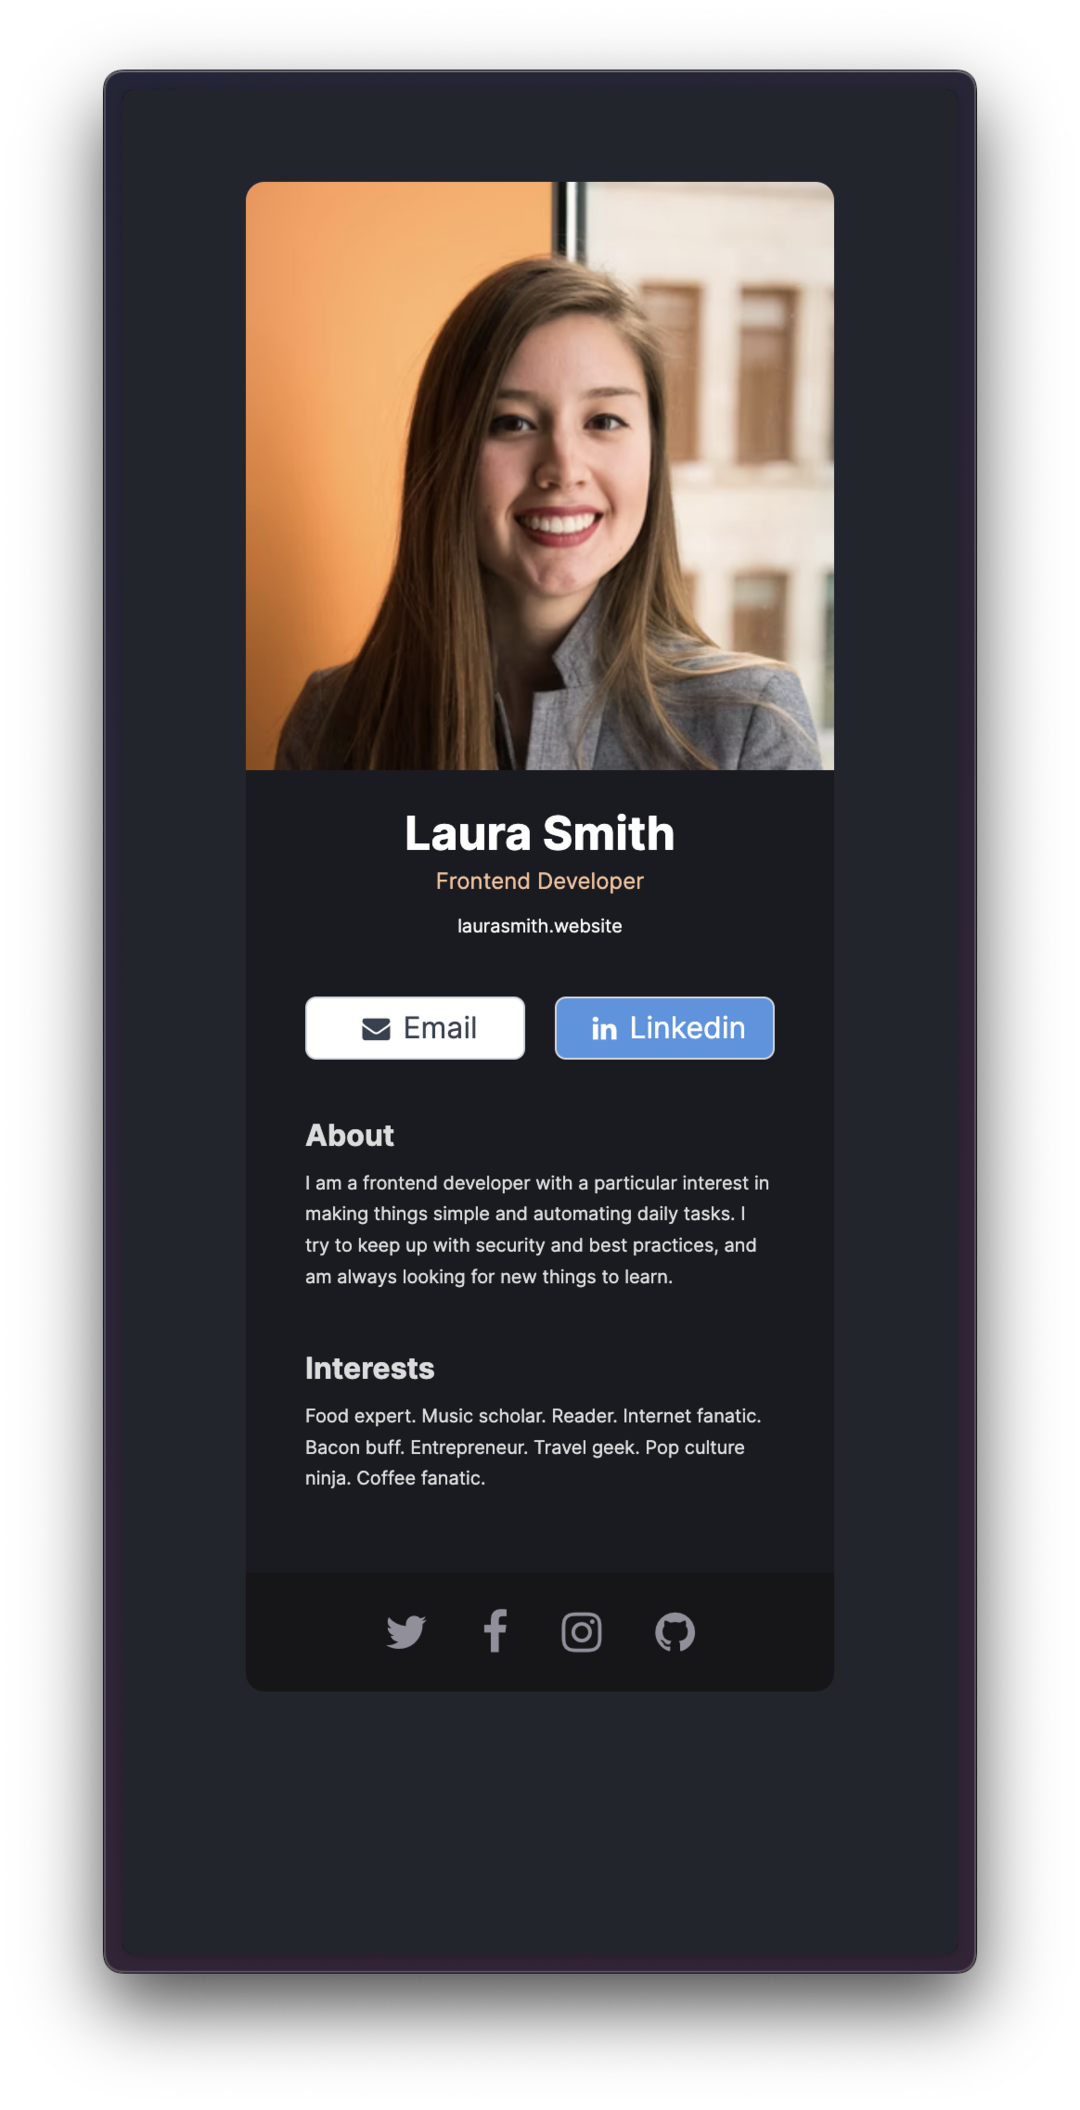 Laura Smith
Frontend Developer
laurasmith.website
Email
in Linkedin
About
I am a frontend developer with a particular interest in
making things simple and automating daily tasks. I
try to keep up with security and best practices, and
am always looking for new things to learn.
Interests
Food expert. Music scholar. Reader. Internet fanatic.
Bacon buff. Entrepreneur. Travel geek. Pop culture
ninja. Coffee fanatic.